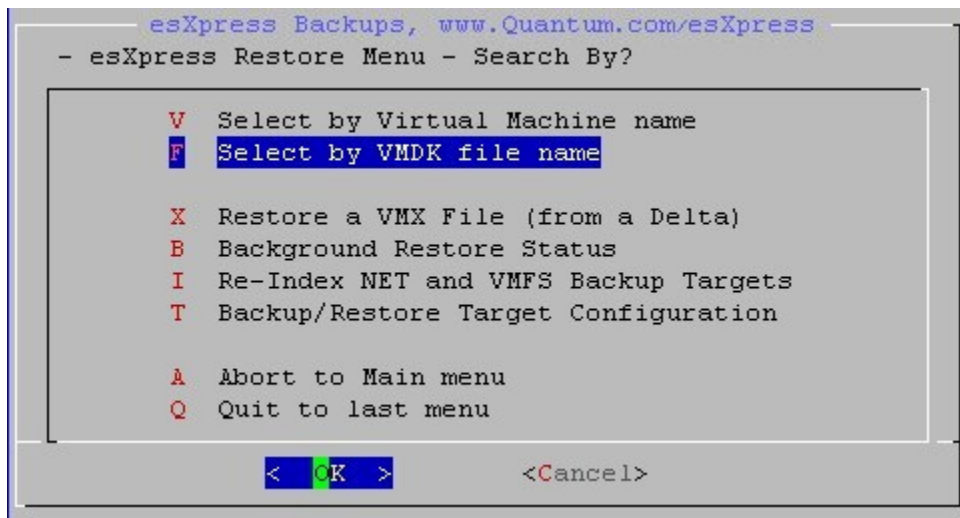 esXpress Backups, www.Quantum.com/esXpress
- esXpress Restore Menu - Search By?
V Select by Virtual Machine name
F Select by VMDK file name
X Restore a VMX File (from a Delta)
B Background Restore Status
I Re-Index NET and VMFS Backup Targets
T Backup/Restore Target Configuration
A Abort to Main menu
Q Quit to last menu
< OK > <Cancel>